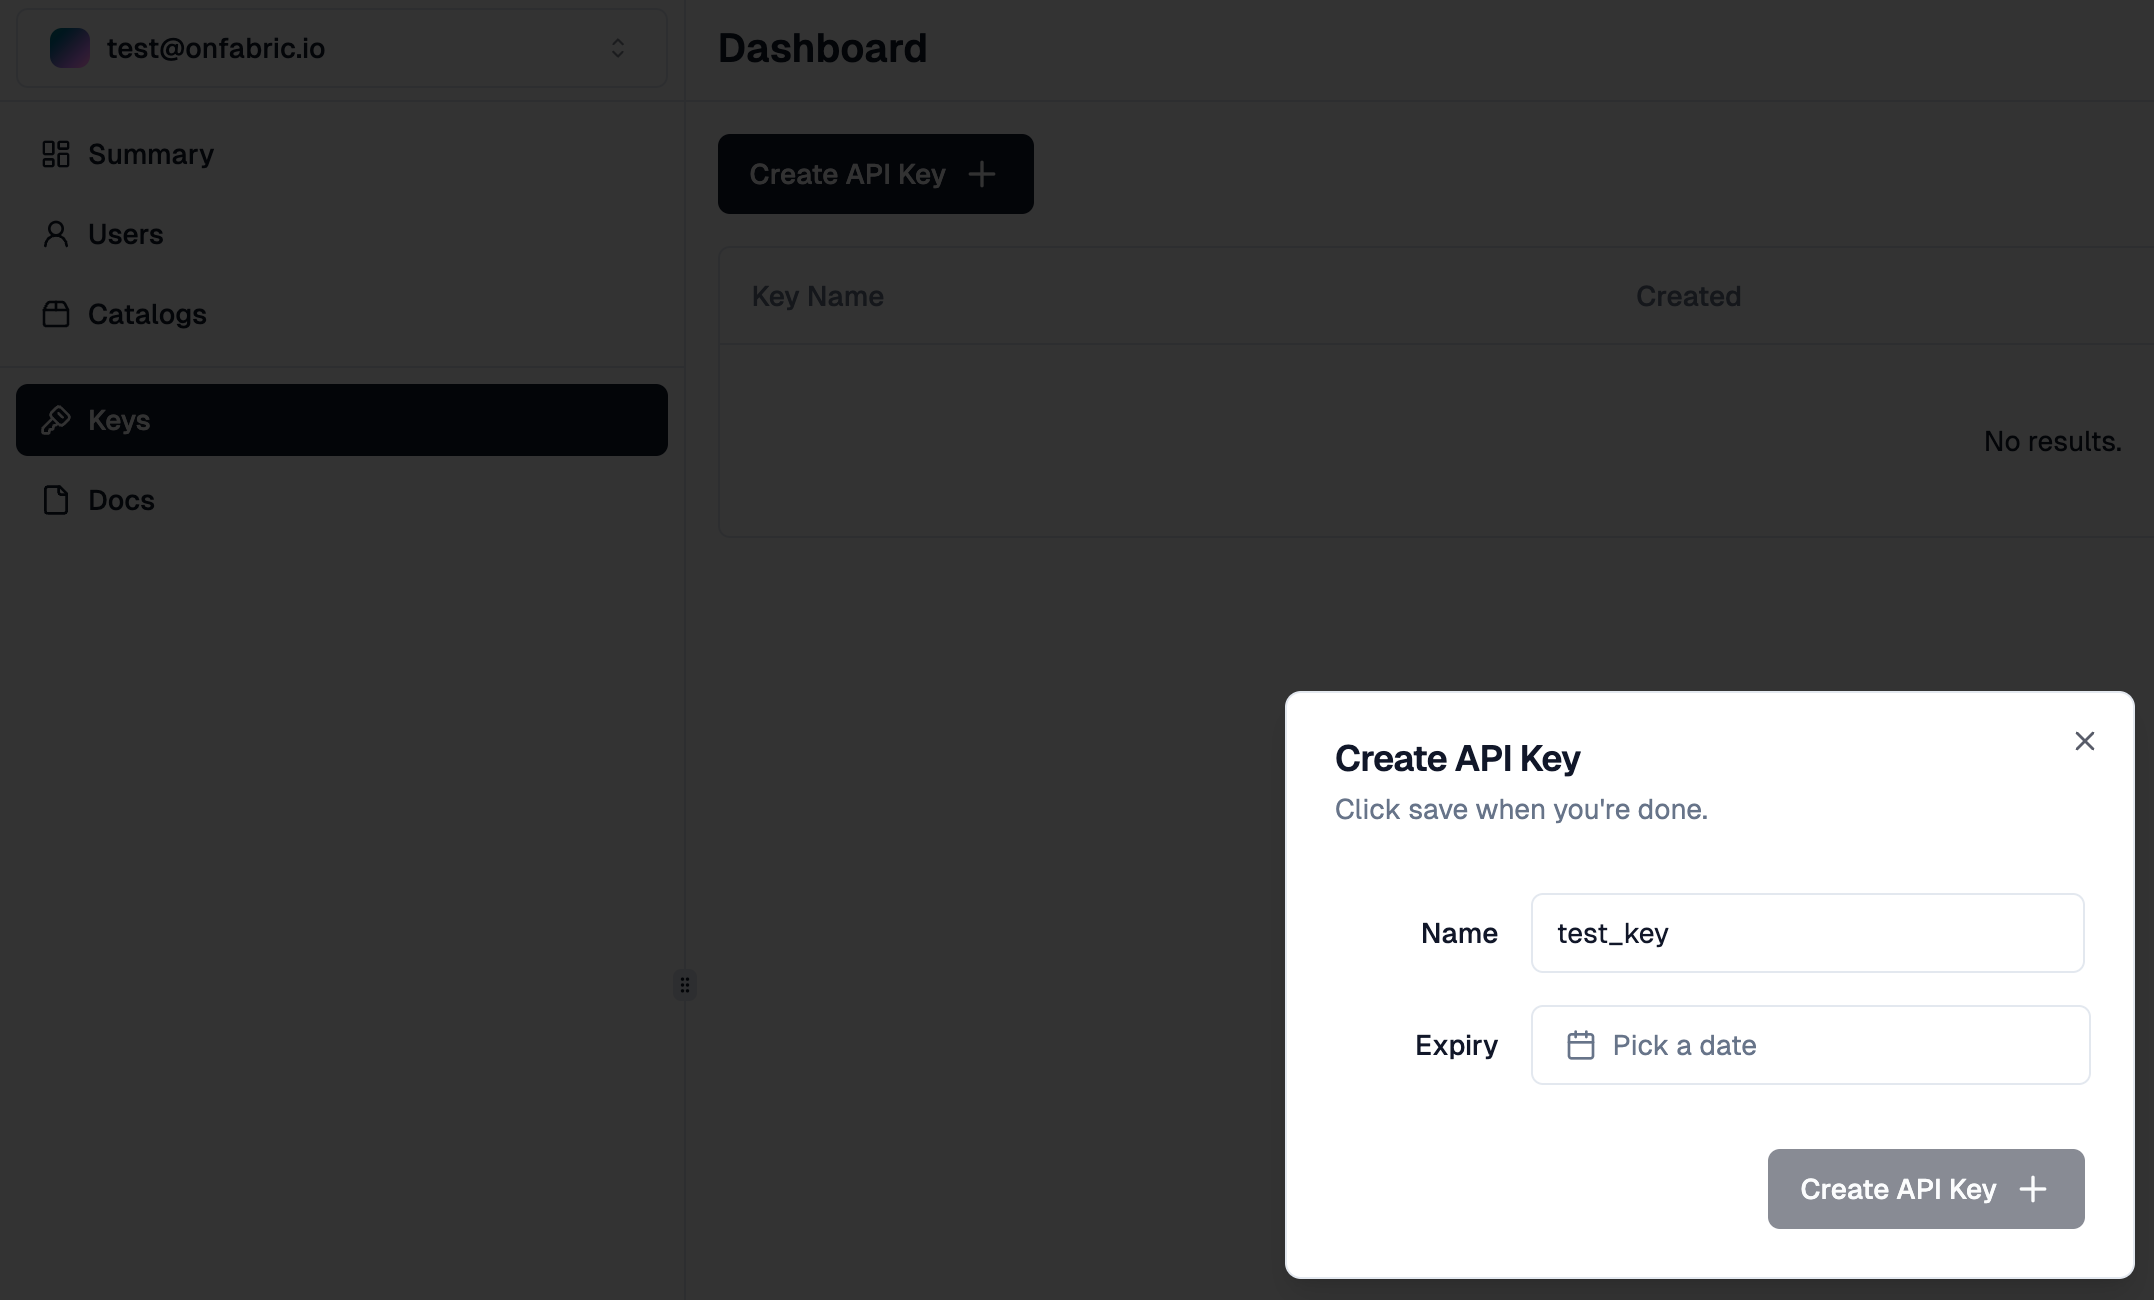 test@onfabric.io
Dashboard
Summary
Users
Catalogs
Keys
Docs
Create API Key
Key Name
Created
No results.
Create API Key
Click save when you're done.
Name
test_key
Expiry
Pick a date
Create API Key